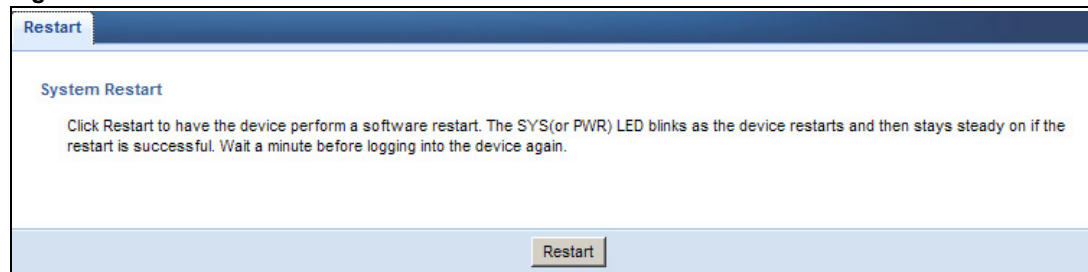 Restart
System Restart
Click Restart to have the device perform a software restart. The SYS(or PWR) LED blinks as the device restarts and then stays steady on if the
restart is successful. Wait a minute before logging into the device again.
Restart